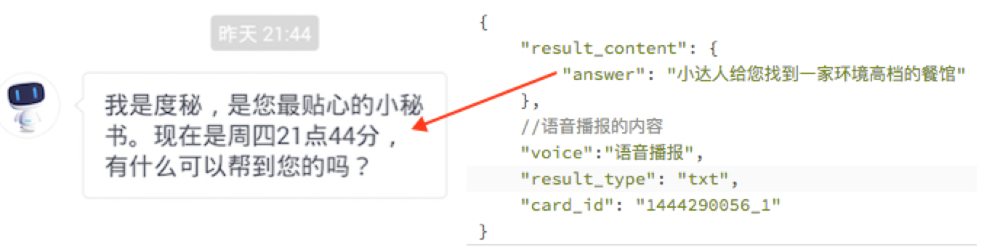 昨天 21:44
我是度秘，是您最贴心的小秘
书。现在是周四21点44分，
有什么可以帮到您的吗？
{
"result_content": {
"answer": "小达人给您找到一家环境高档的餐馆"
},
//语音播报的内容
"voice":"语音播报",
"result_type": "txt",
"card_id": "1444290056_1"
}